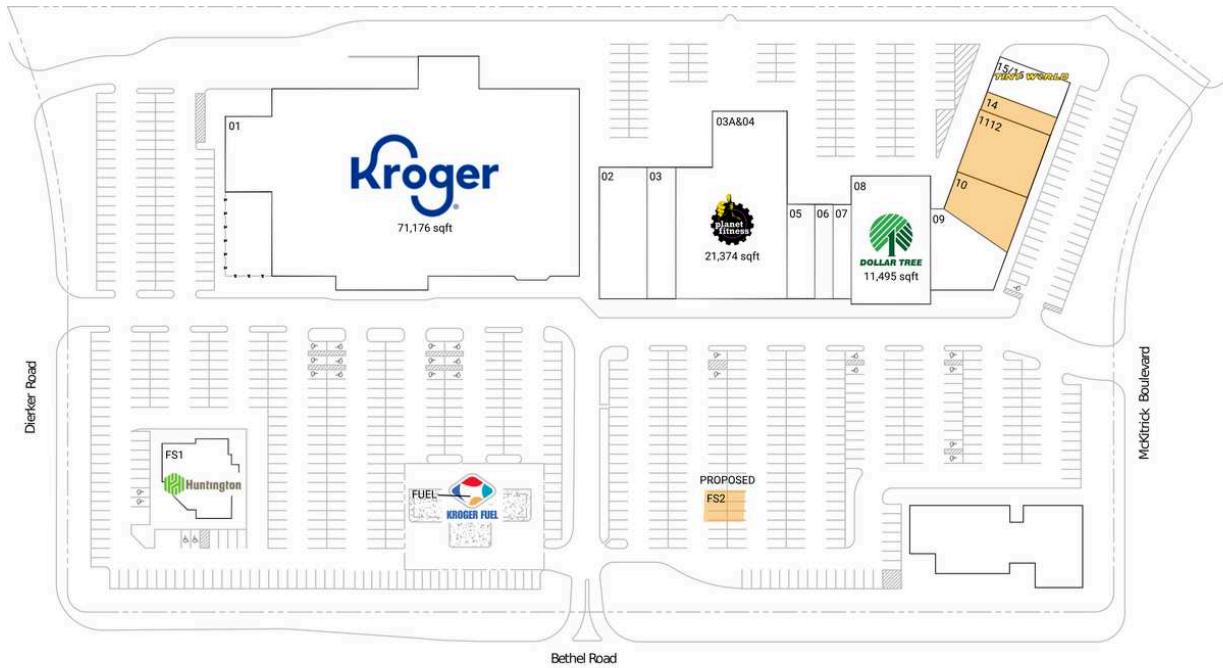 15/16
TINT WORLD
14
1112
10
01
Kroger
71,176 sqft
03A&04
02
03
planet
fitness
21,374 sqft
05
06
07
08
DOLLAR TREE
11,495 sqft
09
Dierker Road
McKitrick Boulevard
FS1
Huntington
FUEL
KROGER FUEL
PROPOSED
FS2
Bethel Road